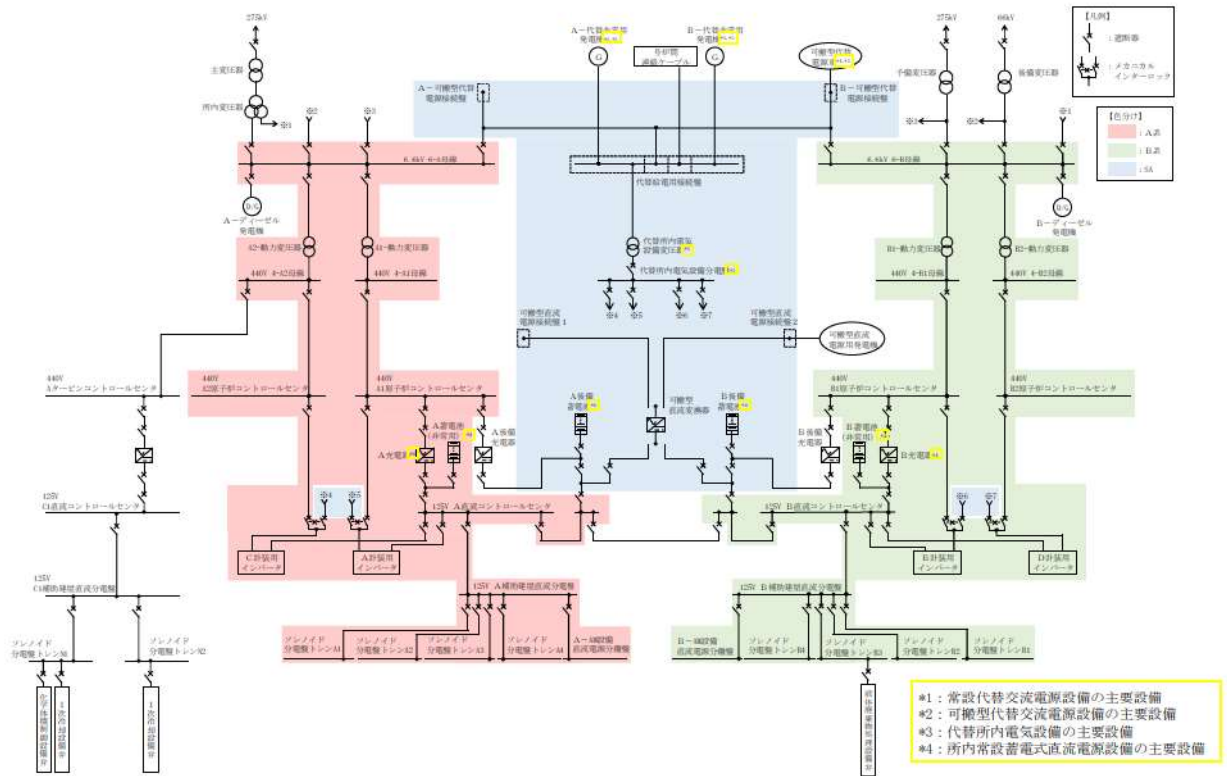 275kV
主変圧器
所内変圧器
※1
※2
※3
A-代替非常用
発電機
号炉間
連絡ケーブル
B-代替非常用
発電機
可搬型代替
電源車
275kV
66kV
予備変圧器
後備変圧器
※3
※2
※1
【凡例】
:遮断器
:メカニカル
インターロック
【色分け】
:A系
:B系
:SA
A-可搬型代替
電源接続盤
B-可搬型代替
電源接続盤
6.6kV 6-A母線
6.6kV 6-B母線
代替給電用接続盤
D/G
A-ディーゼル
発電機
D/G
B-ディーゼル
発電機
A2-動力変圧器
A1-動力変圧器
代替所内電気
設備変圧器
B1-動力変圧器
B2-動力変圧器
440V 4-A2母線
440V 4-A1母線
代替所内電気設備分電盤
440V 4-B1母線
440V 4-B2母線
※4
※5
※6
※7
可搬型直流
電源接続盤1
可搬型直流
電源接続盤2
可搬型直流
電源用発電機
440V
Aタービンコントロールセンタ
440V
A2原子炉コントロールセンタ
440V
A1原子炉コントロールセンタ
440V
B1原子炉コントロールセンタ
440V
B2原子炉コントロールセンタ
A後備
蓄電池
可搬型
直流変換器
B後備
蓄電池
A蓄電池
(非常用)
A後備
充電器
A充電器
B後備
充電器
B蓄電池
(非常用)
B充電器
125V
C1直流コントロールセンタ
※4
※5
125V A直流コントロールセンタ
125V B直流コントロールセンタ
※6
※7
C計装用
インバータ
A計装用
インバータ
B計装用
インバータ
D計装用
インバータ
125V
C1補助建屋直流分電盤
125V A補助建屋直流分電盤
125V B補助建屋直流分電盤
ソレノイド
分電盤トレンN1
ソレノイド
分電盤トレンN2
ソレノイド
分電盤トレンA1
ソレノイド
分電盤トレンA2
ソレノイド
分電盤トレンA3
ソレノイド
分電盤トレンA4
A-AM設備
直流電源分離盤
B-AM設備
直流電源分離盤
ソレノイド
分電盤トレンB4
ソレノイド
分電盤トレンB3
ソレノイド
分電盤トレンB2
ソレノイド
分電盤トレンB1
化学体積制御設備弁
1次冷却設備弁
1次冷却設備弁
*1:常設代替交流電源設備の主要設備
*2:可搬型代替交流電源設備の主要設備
*3:代替所内電気設備の主要設備
*4:所内常設蓄電式直流電源設備の主要設備